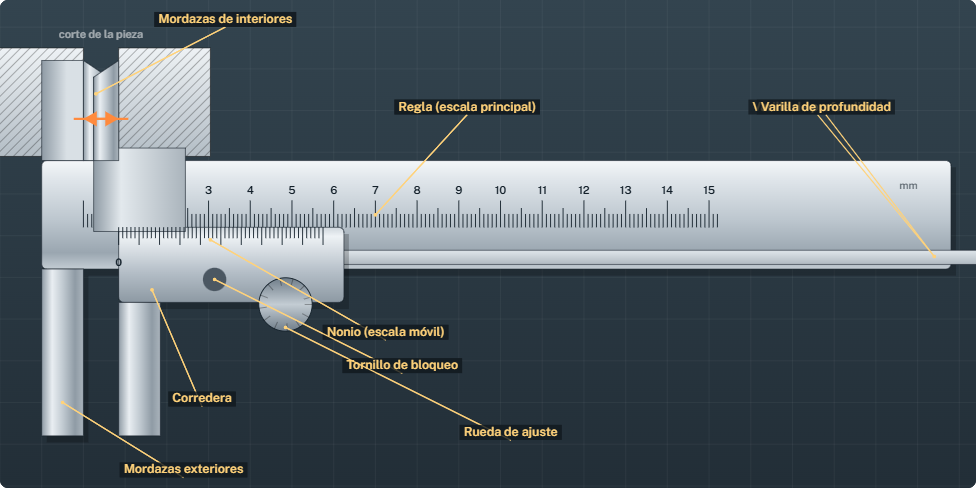 Mordazas de interiores
corte de la pieza
Regla (escala principal)
Varilla de profundidad
3 4 5 6 7 8 9 10 11 12 13 14 15
mm
0
Nonio (escala móvil)
Tornillo de bloqueo
Corredera
Rueda de ajuste
Mordazas exteriores